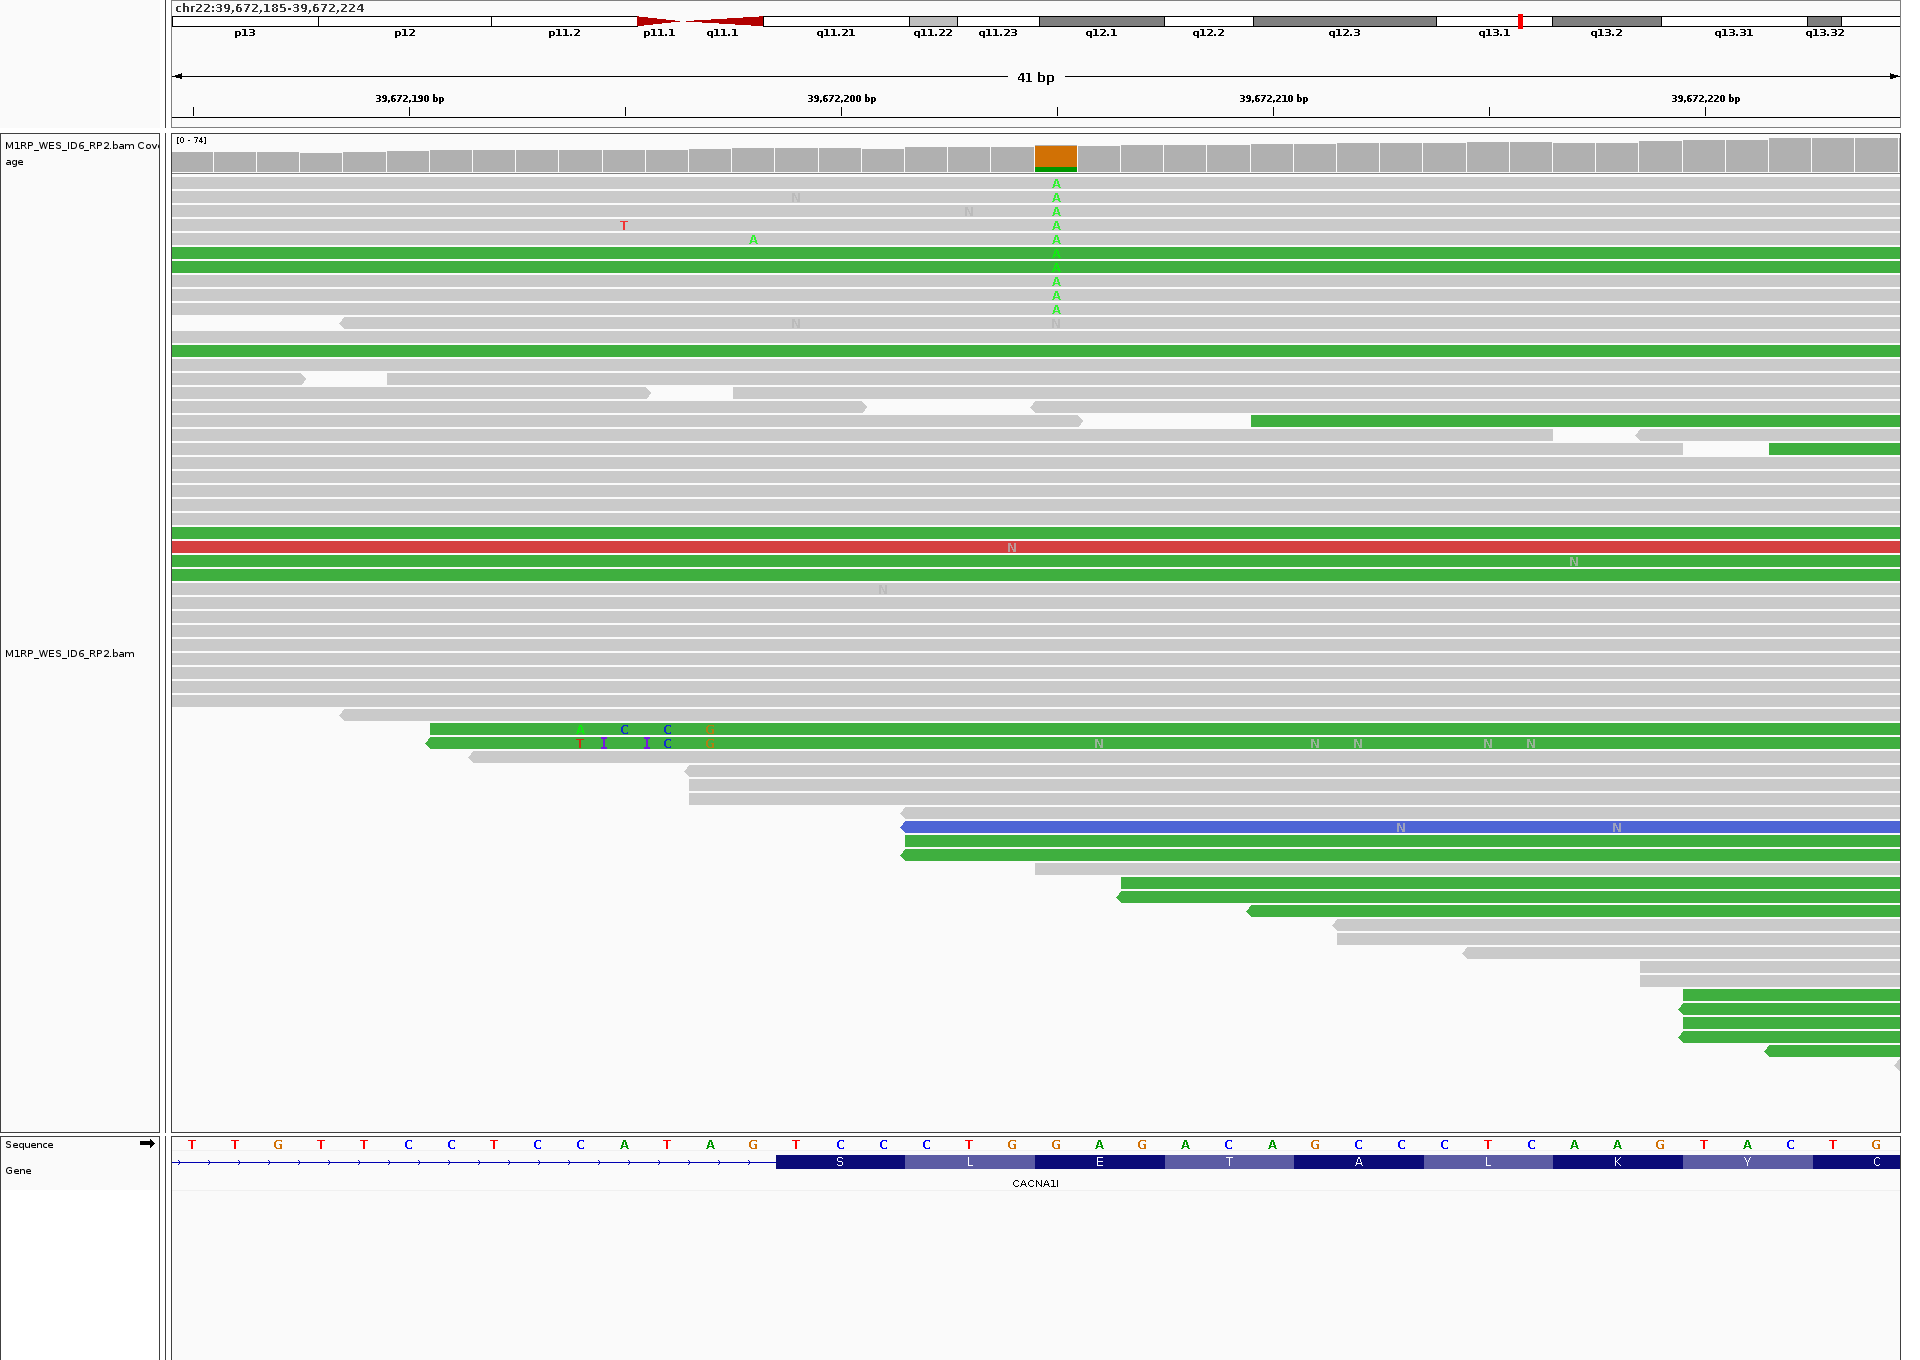 chr22:39,672,185-39,672,224
p13 p12 p11.2 p11.1 q11.1 q11.21 q11.22 q11.23 q12.1 q12.2 q12.3 q13.1 q13.2 q13.31 q13.32
41 bp
39,672,190 bp 39,672,200 bp 39,672,210 bp 39,672,220 bp
[0 - 74]
M1RP_WES_ID6_RP2.bam Cov
age
A
N A
N A
T A
A A
A
A
A
A
A
N N
N
N
N
M1RP_WES_ID6_RP2.bam
A C C G
T I I C G N N N N N
N N
Sequence T T G T T C C T C C A T A G T C C C T G G A G A C A G C C C T C A A G T A C T G
Gene S L E T A L K Y C
CACNA1I